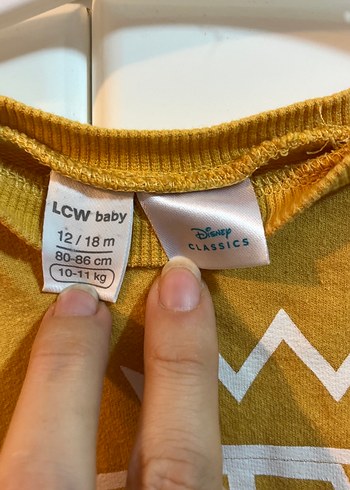 LCW baby
12 / 18 m
80-86 cm
10-11 kg
Disney
CLASSICS